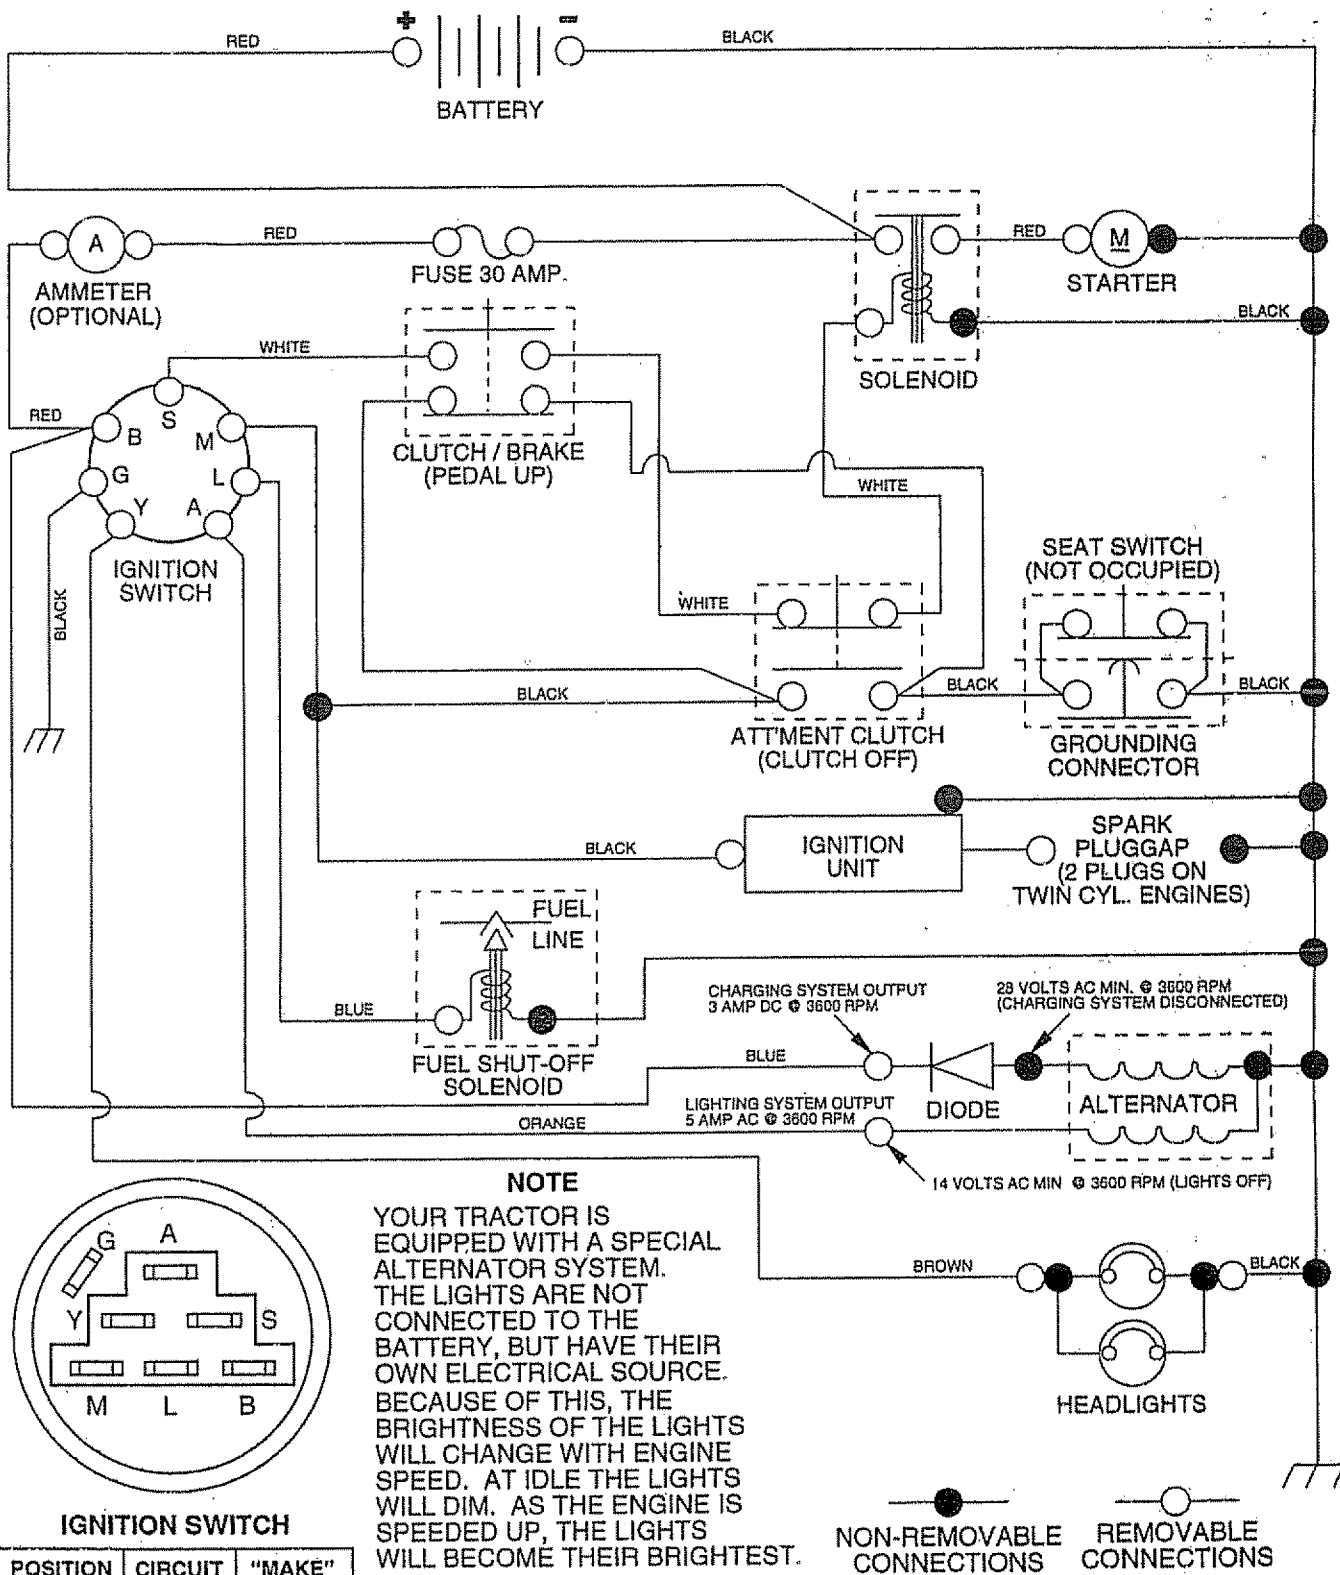 + -
RED
BLACK
BATTERY
A
RED
RED
M
FUSE 30 AMP.
AMMETER
(OPTIONAL)
STARTER
BLACK
WHITE
SOLENOID
RED
S
B
M
CLUTCH / BRAKE
(PEDAL UP)
G
L
WHITE
Y
A
IGNITION
SWITCH
SEAT SWITCH
(NOT OCCUPIED)
BLACK
WHITE
BLACK
BLACK
BLACK
ATT'MENT CLUTCH
(CLUTCH OFF)
GROUNDING
CONNECTOR
BLACK
IGNITION
UNIT
SPARK
PLUGGAP
(2 PLUGS ON
TWIN CYL. ENGINES)
FUEL
LINE
BLUE
FUEL SHUT-OFF
SOLENOID
CHARGING SYSTEM OUTPUT
3 AMP DC @ 3600 RPM
28 VOLTS AC MIN. @ 3600 RPM
(CHARGING SYSTEM DISCONNECTED)
BLUE
DIODE
ALTERNATOR
LIGHTING SYSTEM OUTPUT
5 AMP AC @ 3600 RPM
ORANGE
14 VOLTS AC MIN @ 3600 RPM (LIGHTS OFF)
BROWN
BLACK
HEADLIGHTS
G
A
Y
S
M
L
B
NOTE
YOUR TRACTOR IS
EQUIPPED WITH A SPECIAL
ALTERNATOR SYSTEM.
THE LIGHTS ARE NOT
CONNECTED TO THE
BATTERY, BUT HAVE THEIR
OWN ELECTRICAL SOURCE.
BECAUSE OF THIS, THE
BRIGHTNESS OF THE LIGHTS
WILL CHANGE WITH ENGINE
SPEED. AT IDLE THE LIGHTS
WILL DIM. AS THE ENGINE IS
SPEEDED UP, THE LIGHTS
WILL BECOME THEIR BRIGHTEST.
NON-REMOVABLE
CONNECTIONS
REMOVABLE
CONNECTIONS
IGNITION SWITCH
POSITION CIRCUIT "MAKE"